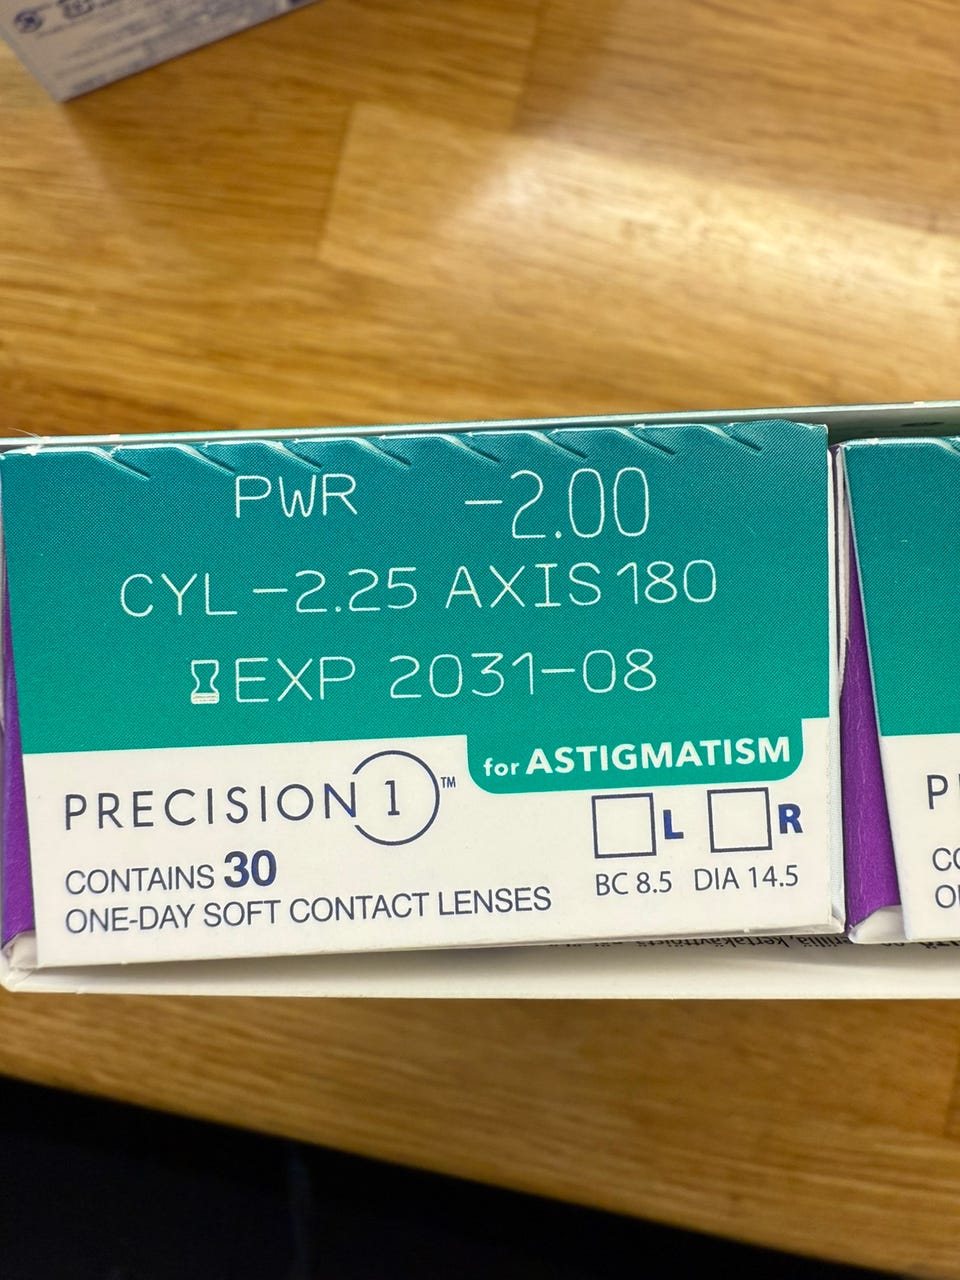 PWR -2.00
CYL -2.25 AXIS 180
EXP 2031-08
for ASTIGMATISM
PRECISION 1™
L R
CONTAINS 30
BC 8.5 DIA 14.5
ONE-DAY SOFT CONTACT LENSES
P
CO
O